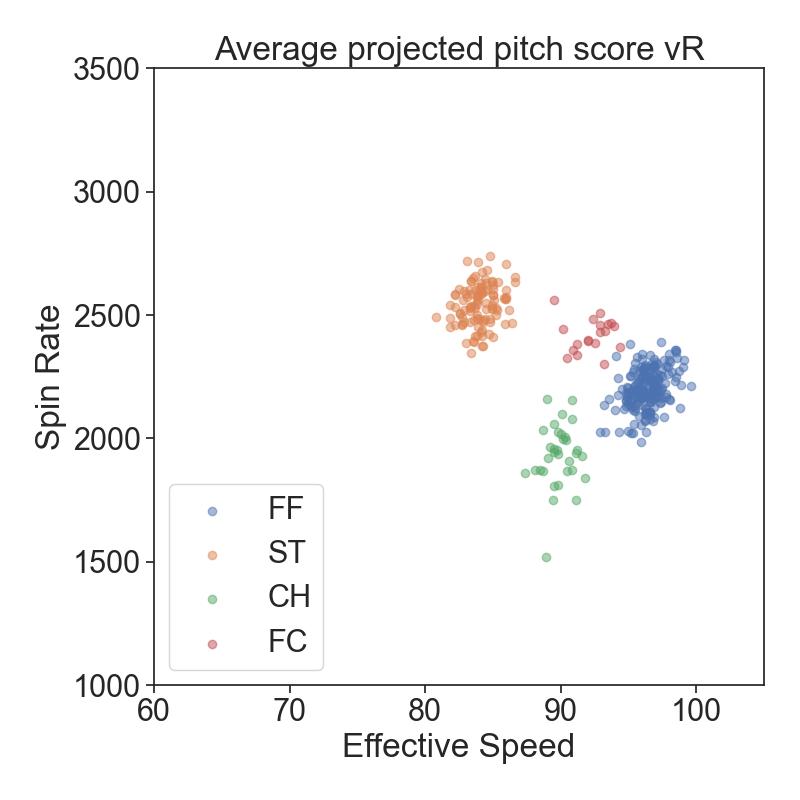 Average projected pitch score vR
3500
3000
2500
2000
1500
1000
Spin Rate
FF
ST
CH
FC
60 70 80 90 100
Effective Speed